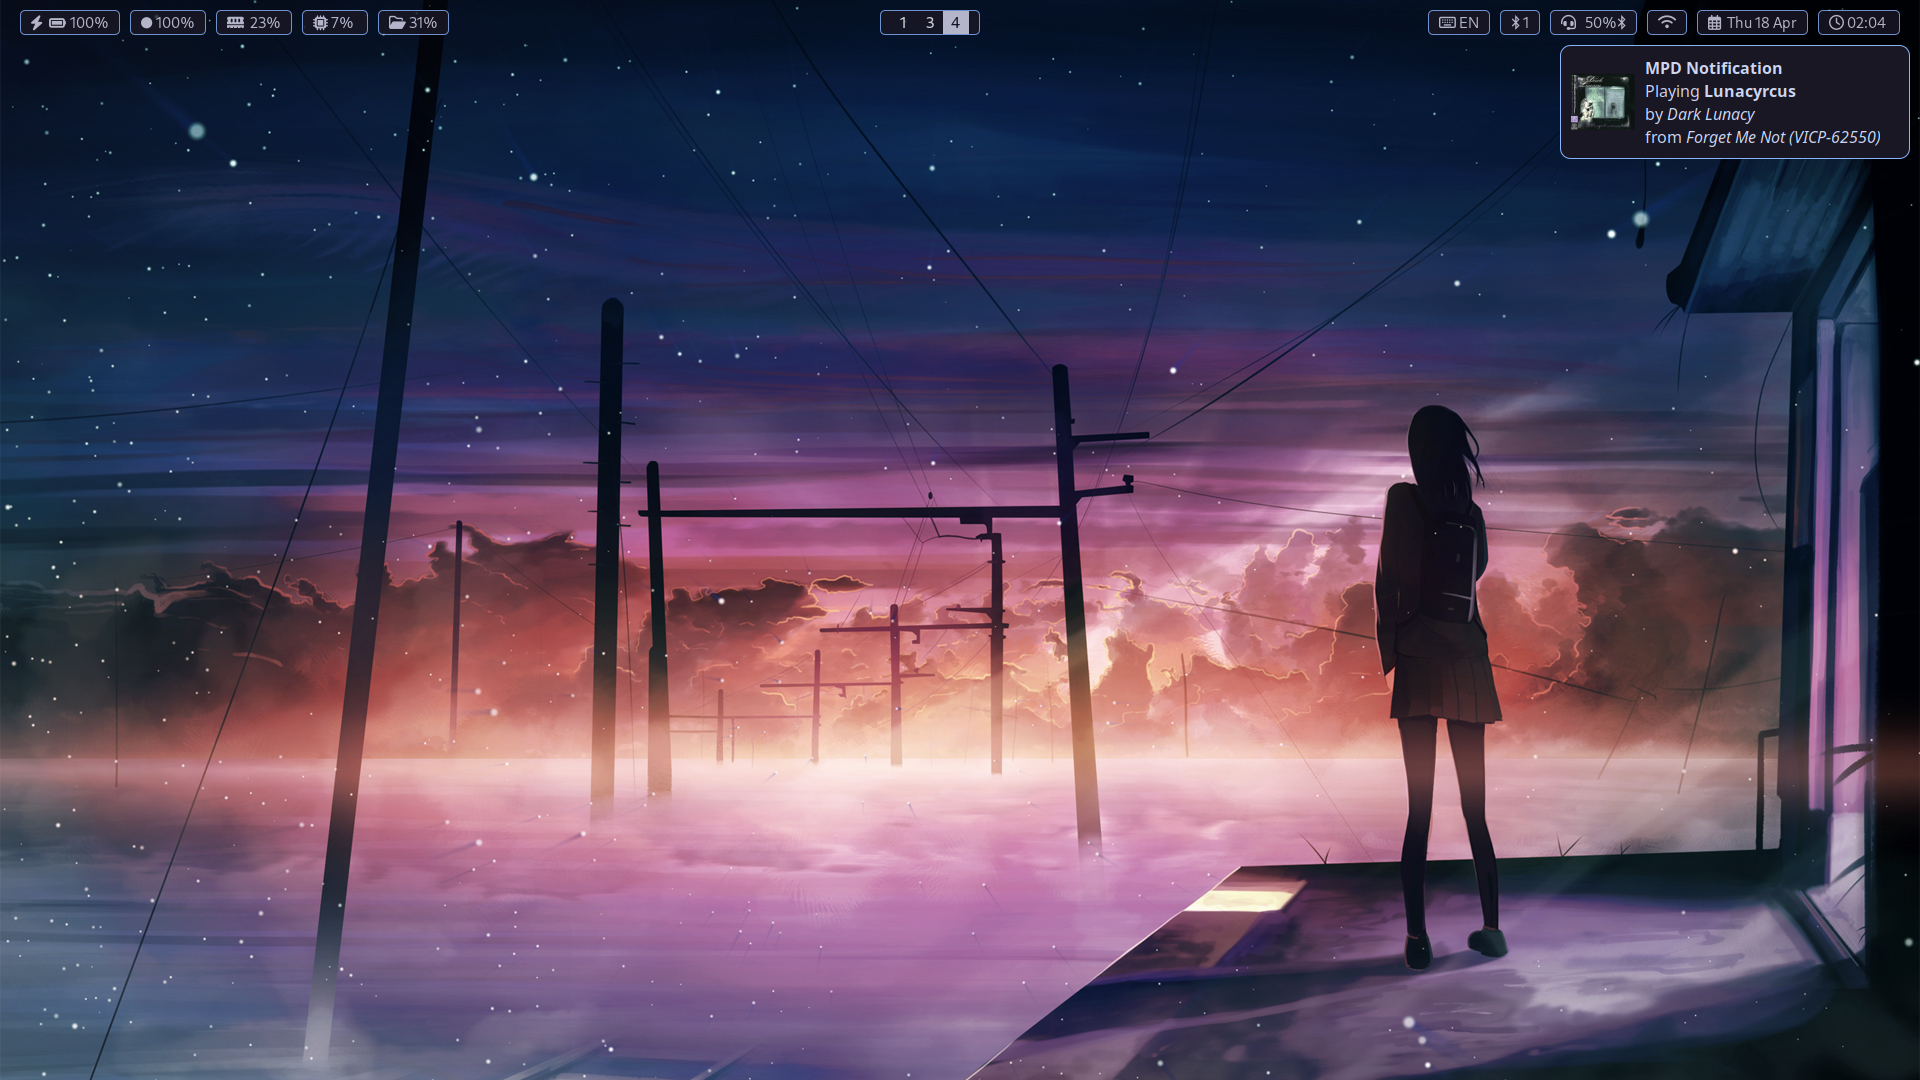 100%
100%
23%
7%
31%
1 3 4
EN
1
50%
Thu 18 Apr
02:04
MPD Notification
Playing Lunacyrcus
by Dark Lunacy
from Forget Me Not (VICP-62550)